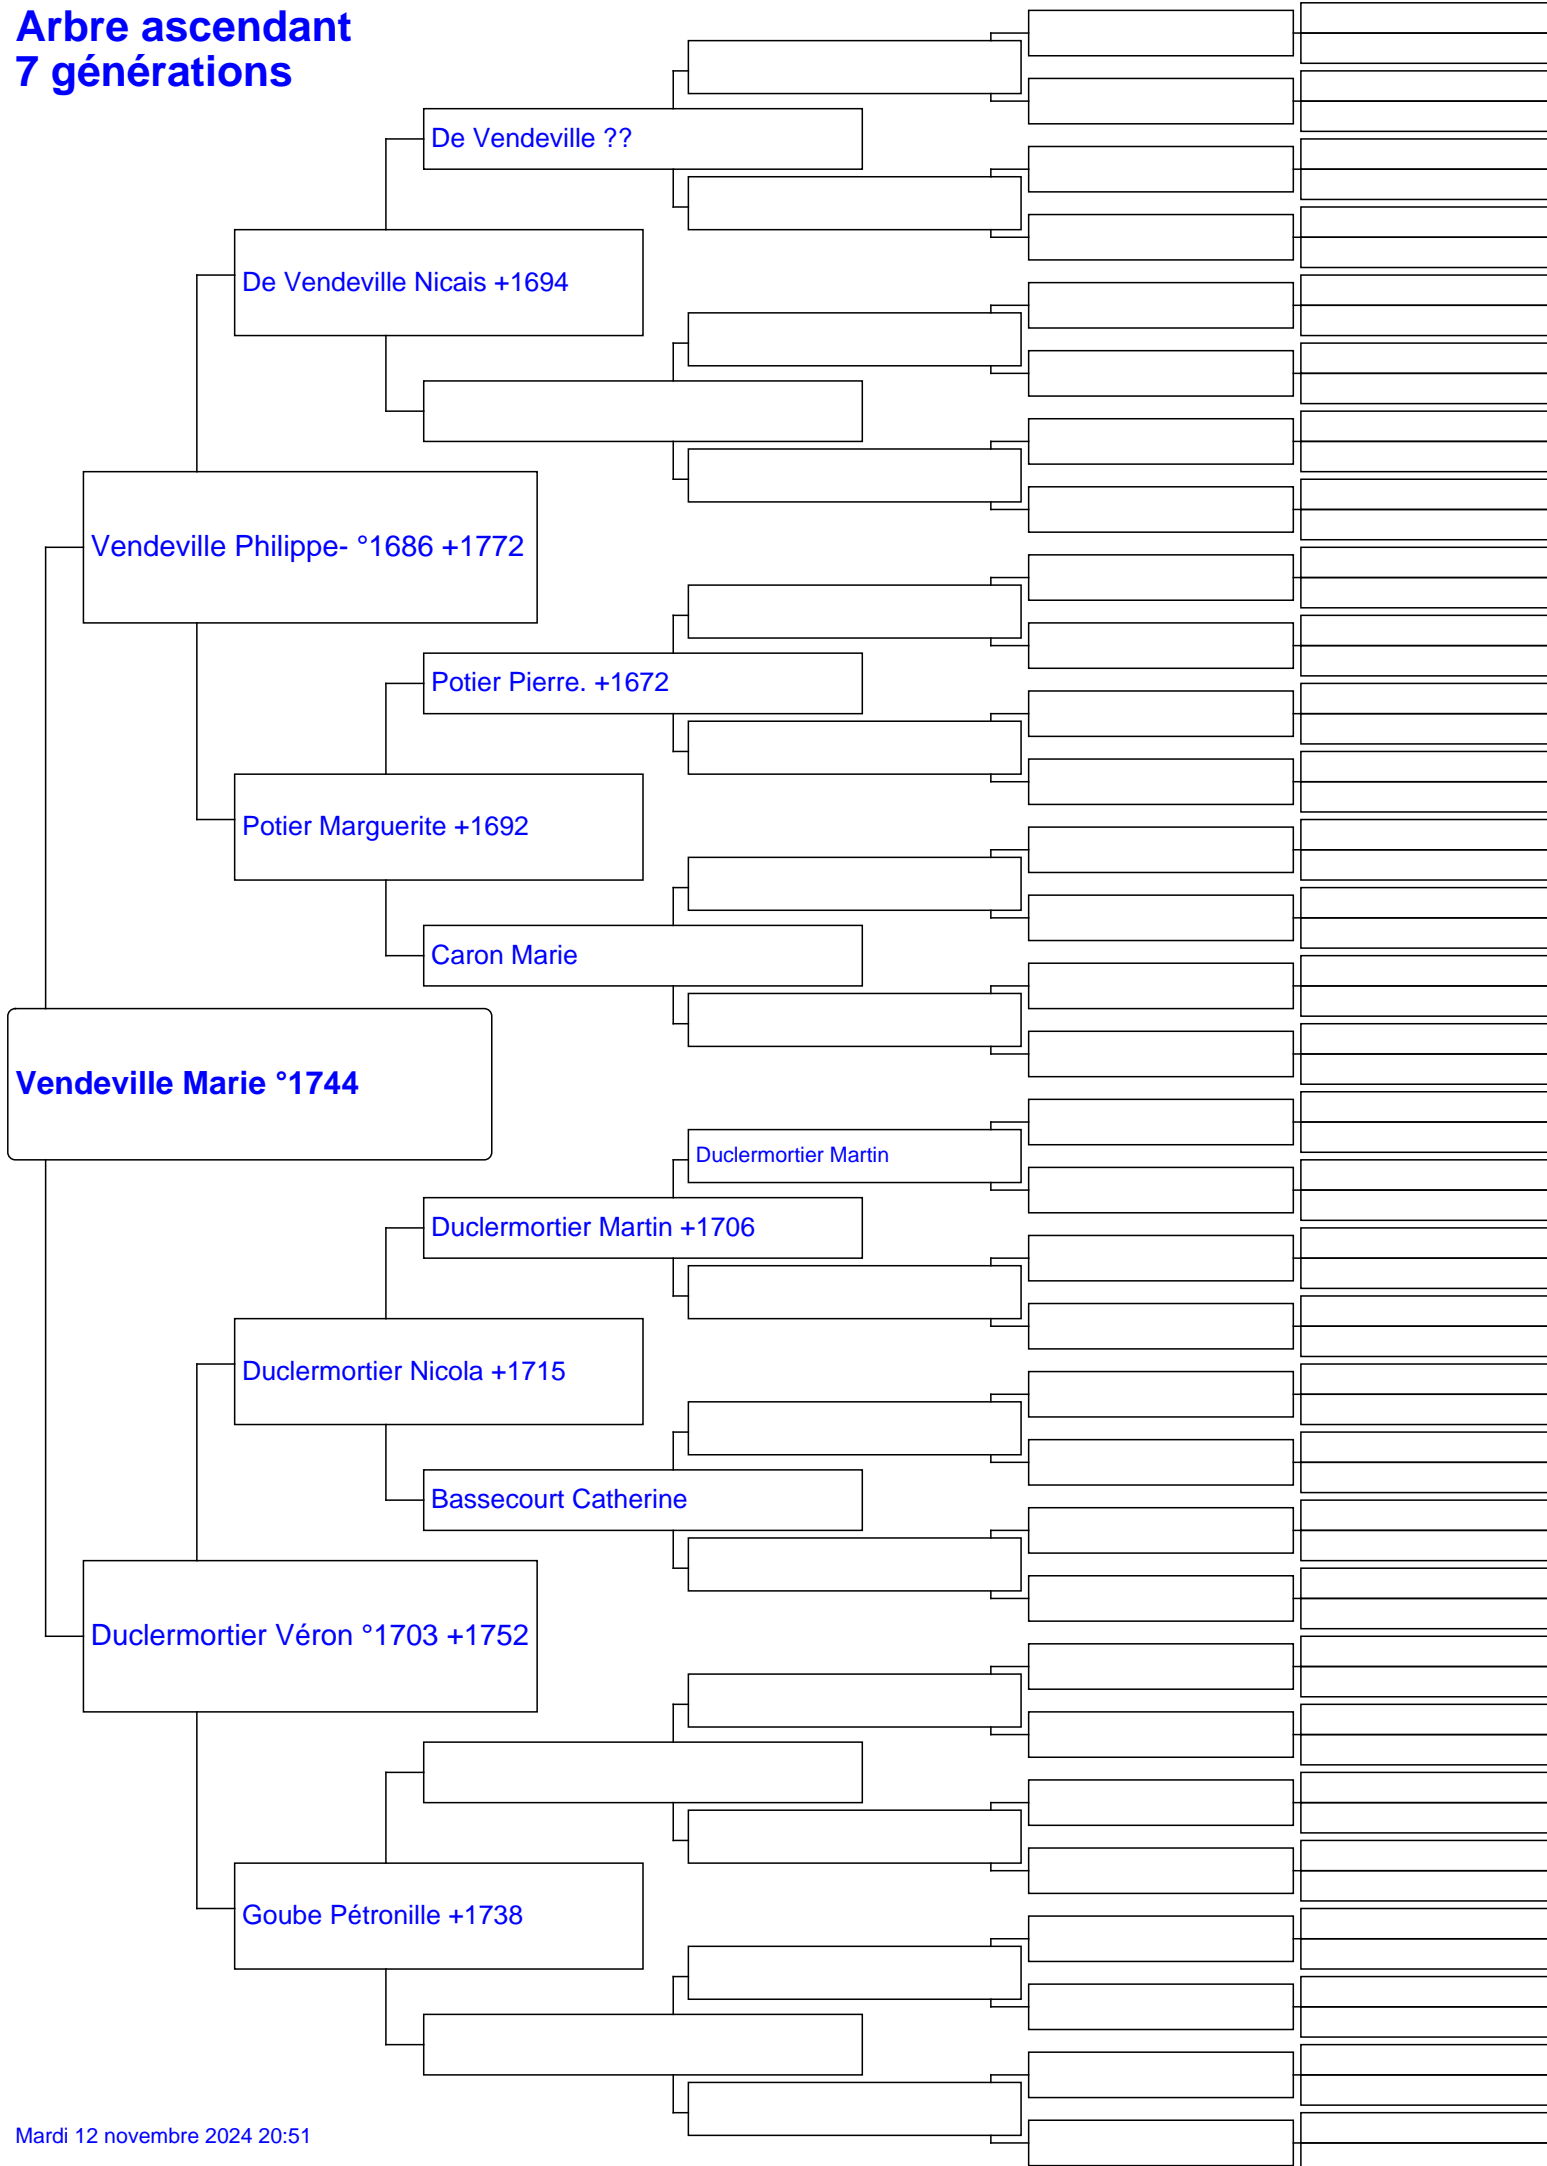 Arbre ascendant
7 générations
De Vendeville ??
De Vendeville Nicais +1694
Vendeville Philippe- °1686 +1772
Potier Pierre. +1672
Potier Marguerite +1692
Caron Marie
Vendeville Marie °1744
Duclermortier Martin
Duclermortier Martin +1706
Duclermortier Nicola +1715
Bassecourt Catherine
Duclermortier Véron °1703 +1752
Goube Pétronille +1738
Mardi 12 novembre 2024 20:51